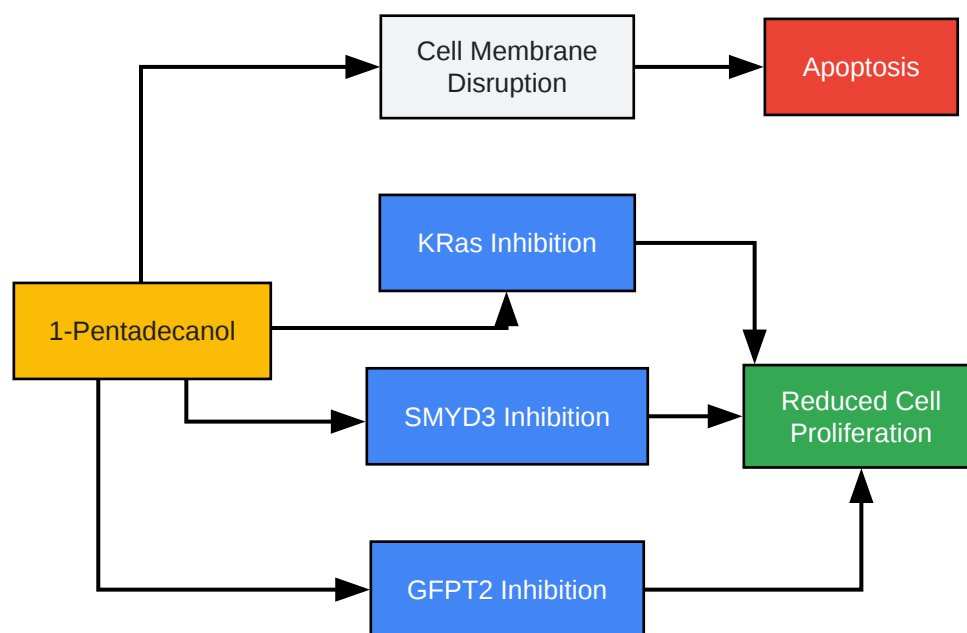 Cell Membrane
Disruption
Apoptosis
KRas Inhibition
1-Pentadecanol
SMYD3 Inhibition
Reduced Cell
Proliferation
GFPT2 Inhibition